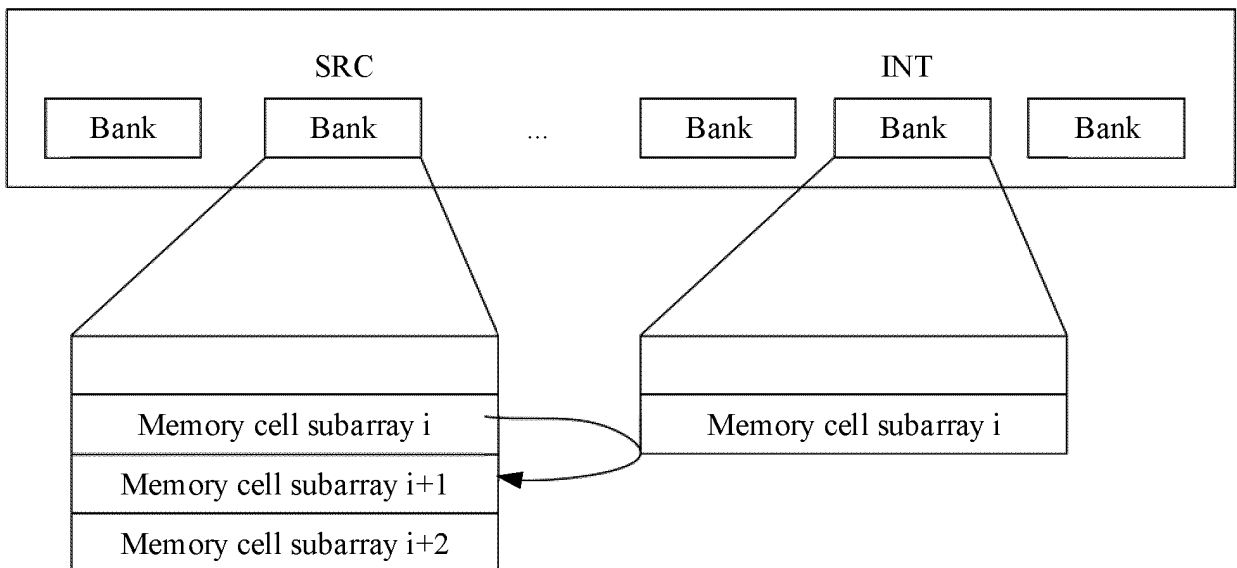 SRC INT
Bank Bank ... Bank Bank Bank
Memory cell subarray i Memory cell subarray i
Memory cell subarray i+1
Memory cell subarray i+2